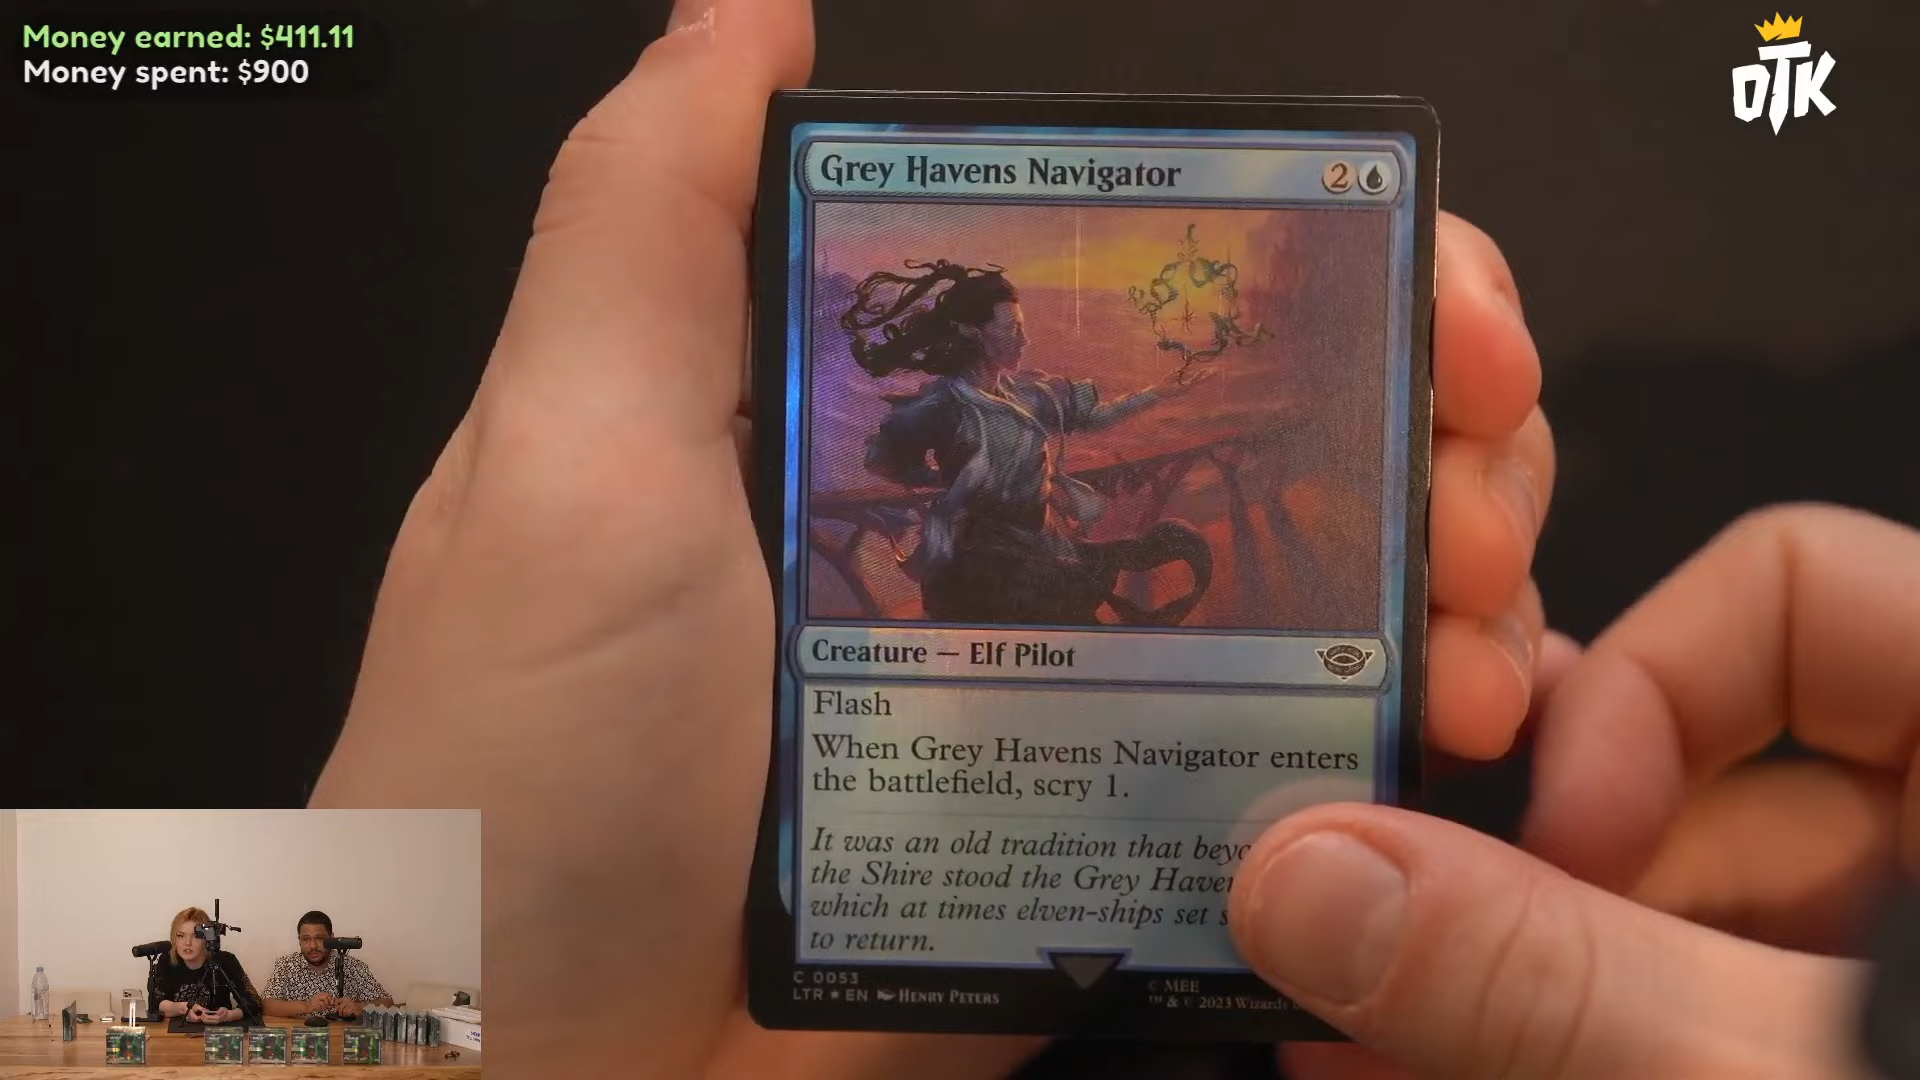 Money earned: $411.11
Money spent: $900
OTK
Grey Havens Navigator 2
Creature — Elf Pilot
Flash
When Grey Havens Navigator enters
the battlefield, scry 1.
It was an old tradition that
the Shire stood the Grey
which at times elven-ships set
to return.
C 0053
LTR ★ EN HENRY PETERS
© MEE
™ & © 2023 Wizards